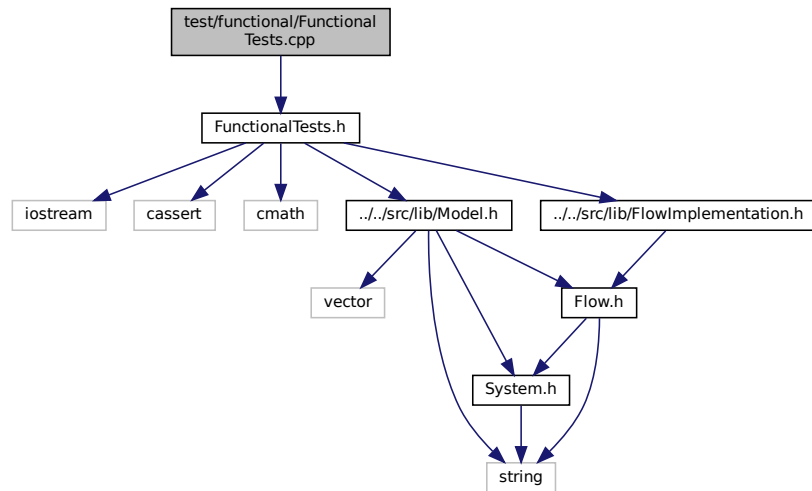 test/functional/Functional
Tests.cpp
FunctionalTests.h
iostream
cassert
cmath
../../src/lib/Model.h
../../src/lib/FlowImplementation.h
vector
Flow.h
System.h
string